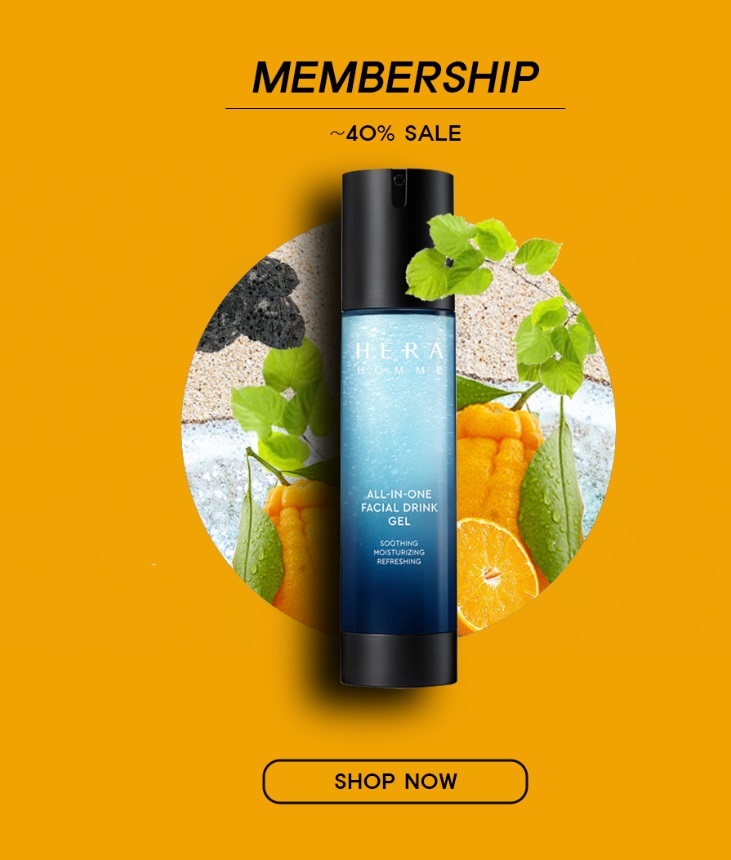 MEMBERSHIP
~40% SALE
HERA
HOMME
ALL-IN-ONE
FACIAL DRINK
GEL
SOOTHING
MOISTURIZING
REFRESHING
SHOP NOW